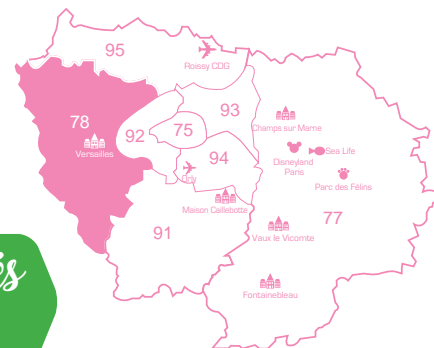 95
Roissy CDG
93
78
Champs sur Marne
75
92
Versailles
Sea Life
94
Disneyland
Paris
Orly
Parc des Félins
Maison Caillebotte
77
91
Vaux le Vicomte
Fontainebleau